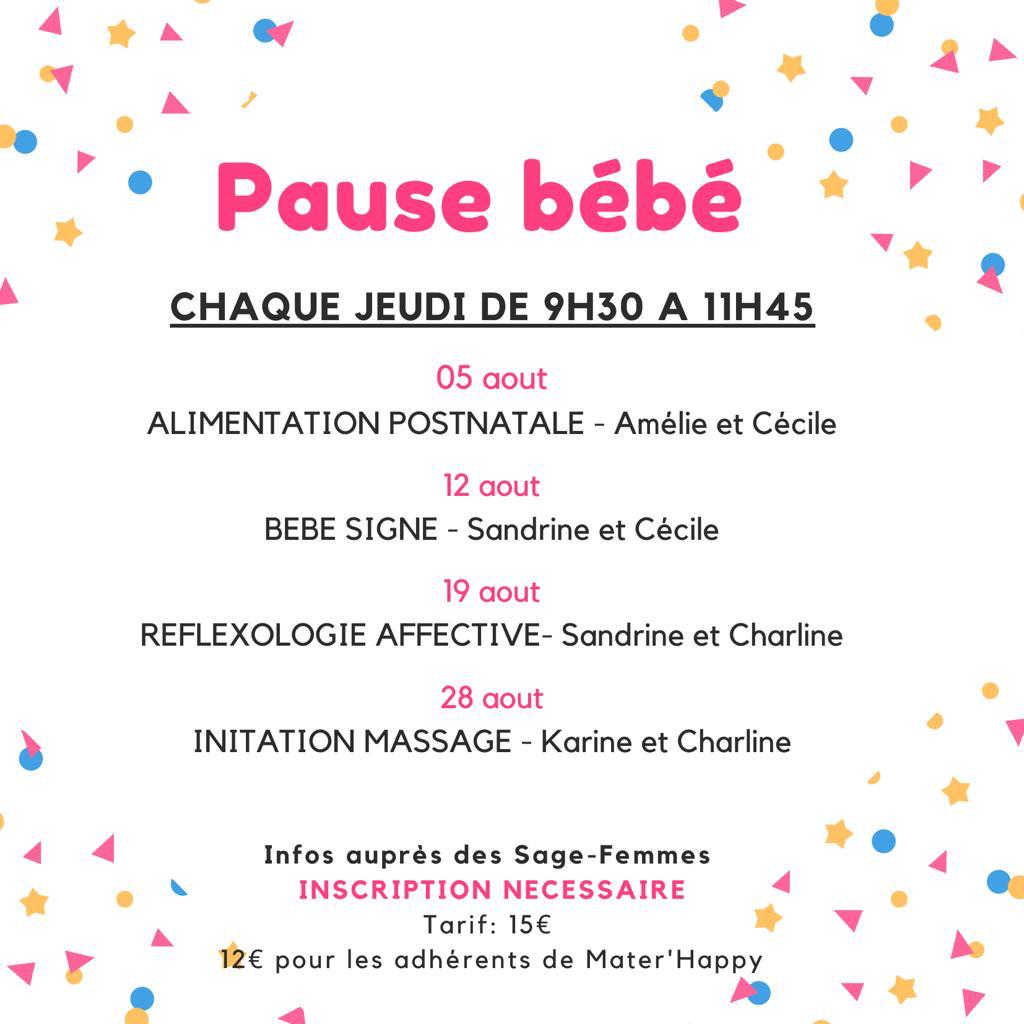 Pause bébé
CHAQUE JEUDI DE 9H30 A 11H45
05 aout
ALIMENTATION POSTNATALE - Amélie et Cécile
12 aout
BEBE SIGNE - Sandrine et Cécile
19 aout
REFLEXOLOGIE AFFECTIVE- Sandrine et Charline
28 aout
INITATION MASSAGE - Karine et Charline
Infos auprès des Sage-Femmes
INSCRIPTION NECESSAIRE
Tarif: 15€
12€ pour les adhérents de Mater'Happy